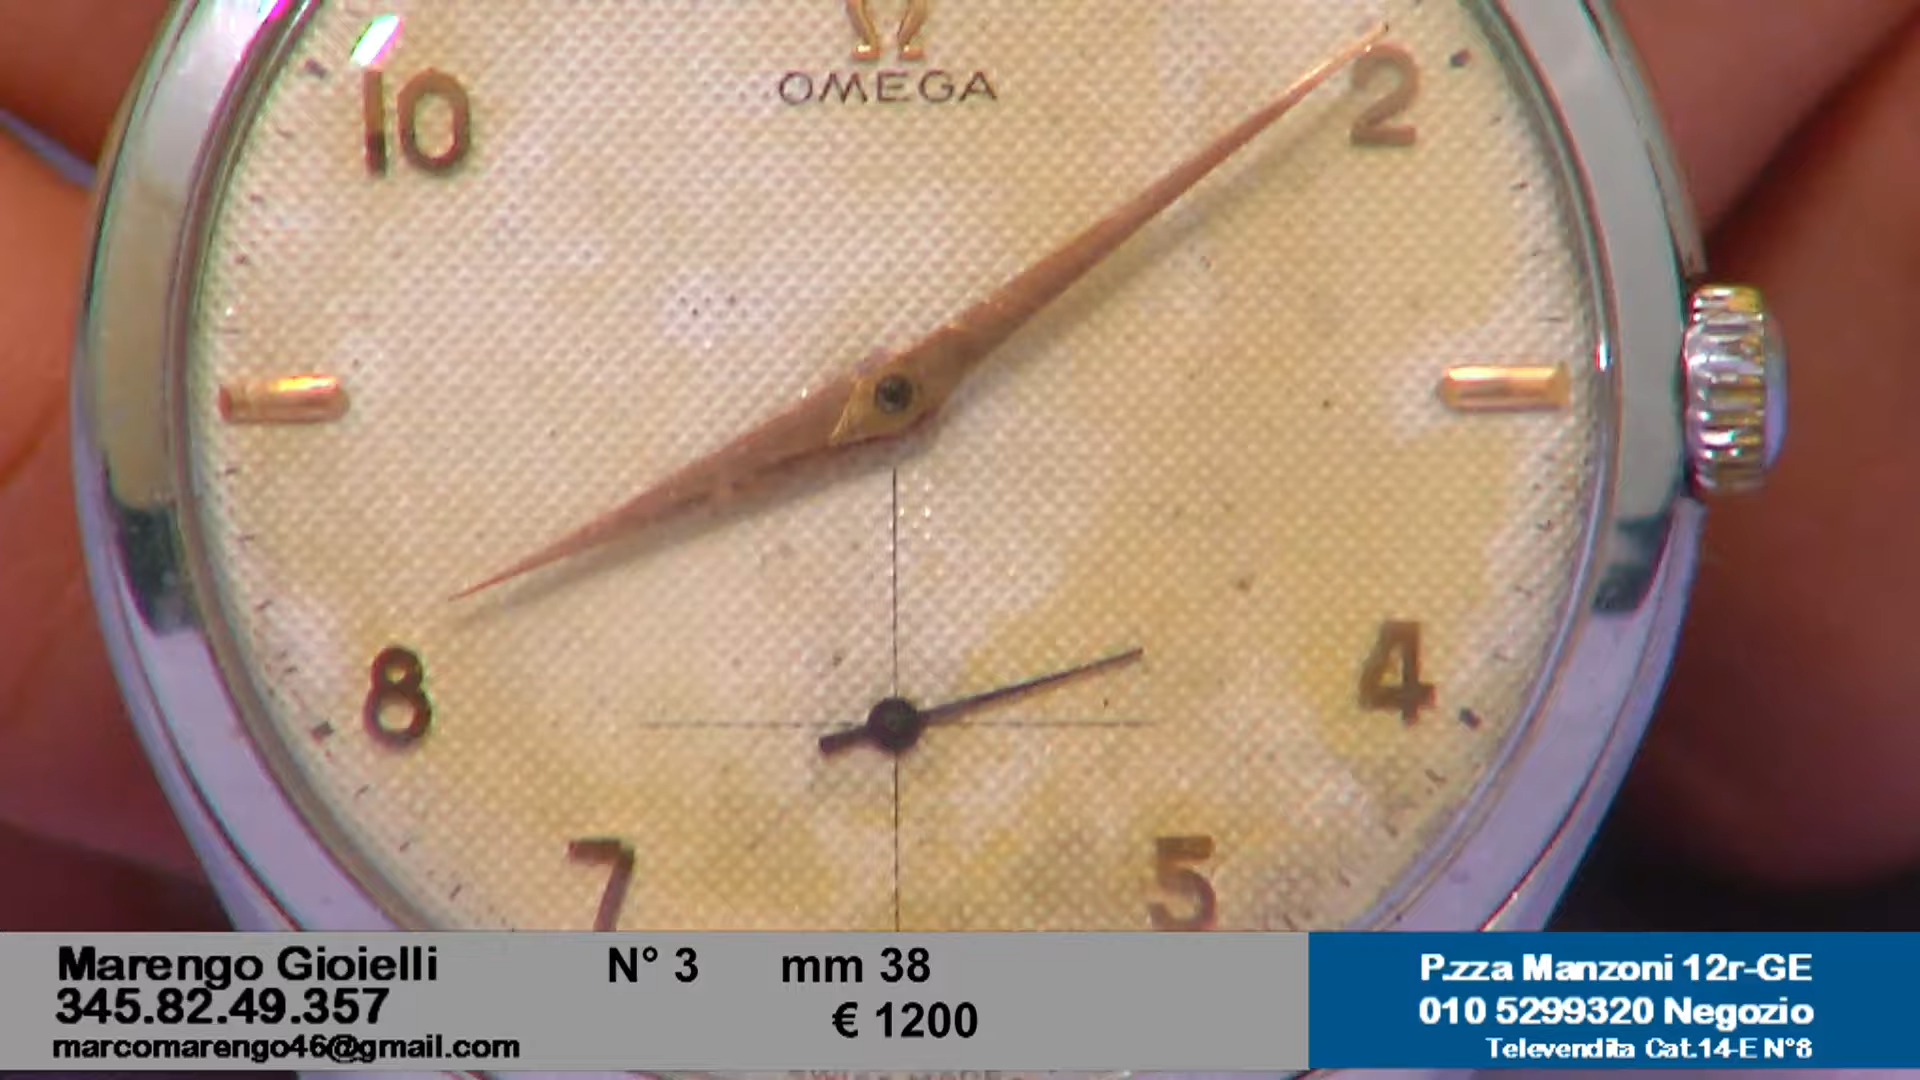 OMEGA
10
2
8
4
7
5
Marengo Gioielli
345.82.49.357
marcomarengo46@gmail.com
N° 3
mm 38
€ 1200
P.zza Manzoni 12r-GE
010 5299320 Negozio
Televendita Cat.14-E N°8